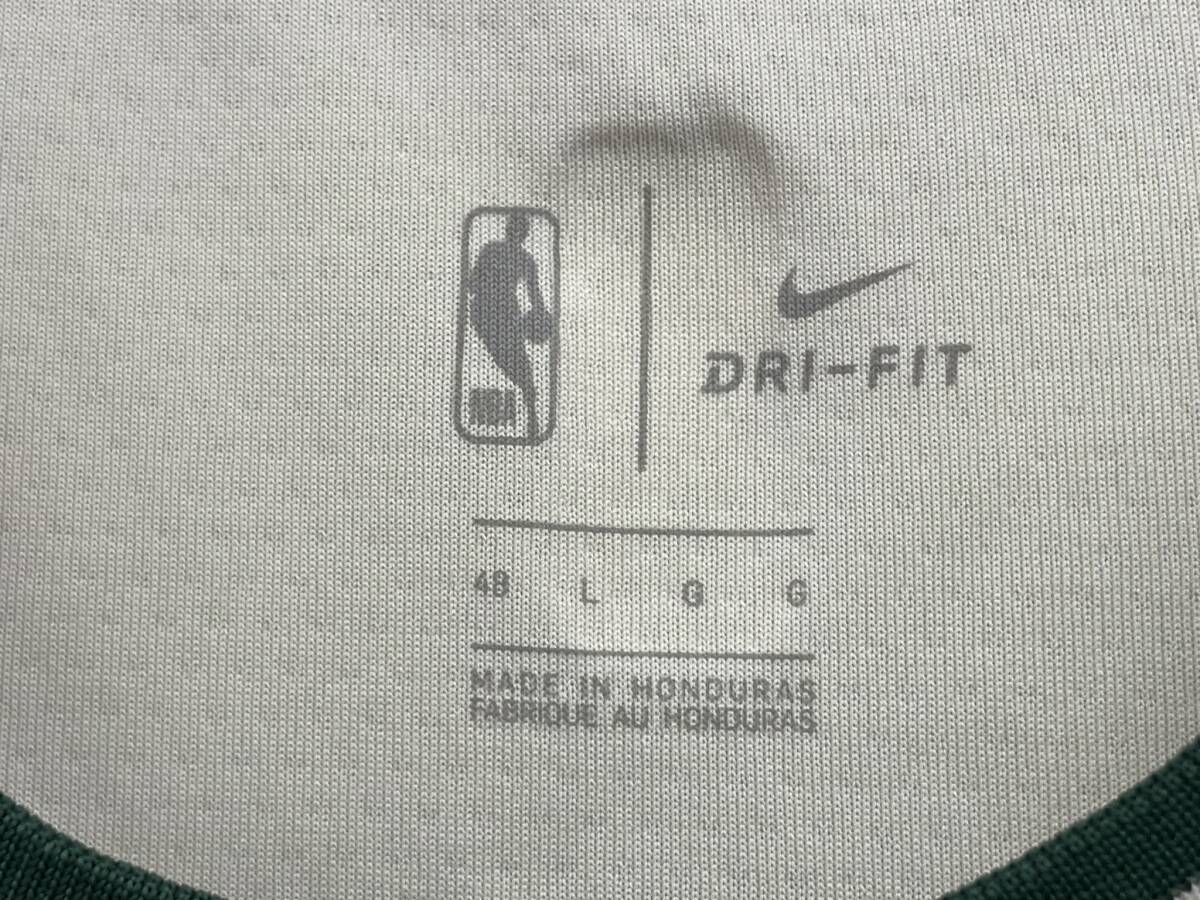 NBA
DRI-FIT
48 L G G
MADE IN HONDURAS
FABRIQUE AU HONDURAS